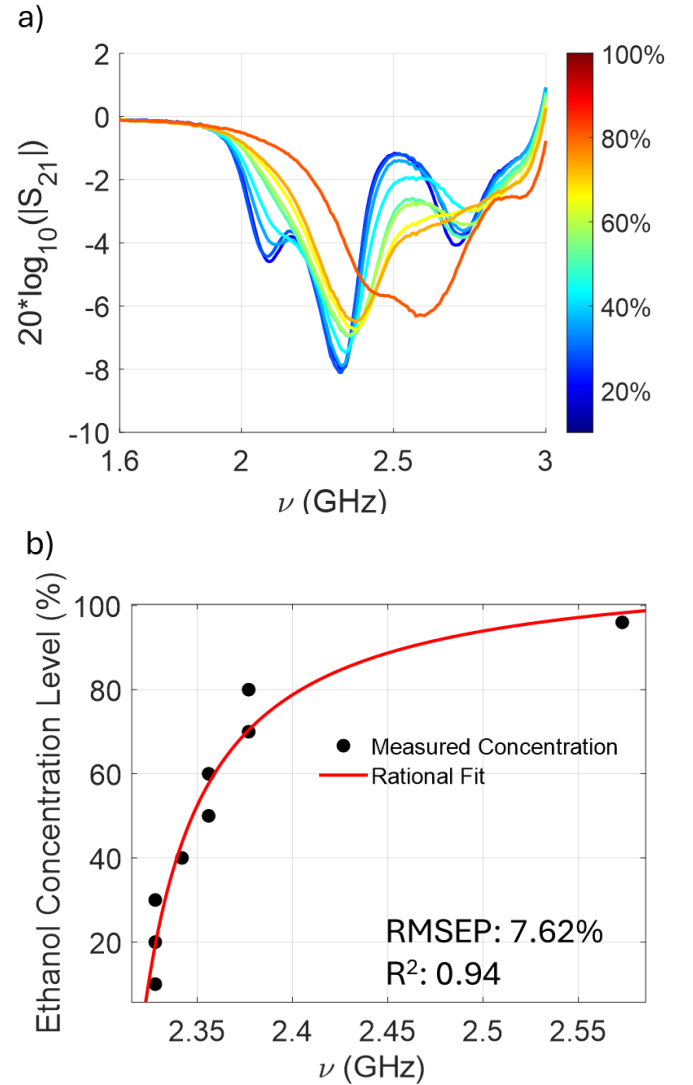 a)
20*log10(|S21|)
2
0
-2
-4
-6
-8
-10
1.6
2
2.5
3
ν (GHz)
100%
80%
60%
40%
20%
b)
Ethanol Concentration Level (%)
100
80
60
40
20
Measured Concentration
Rational Fit
RMSEP: 7.62%
R²: 0.94
2.35
2.4
2.45
2.5
2.55
ν (GHz)